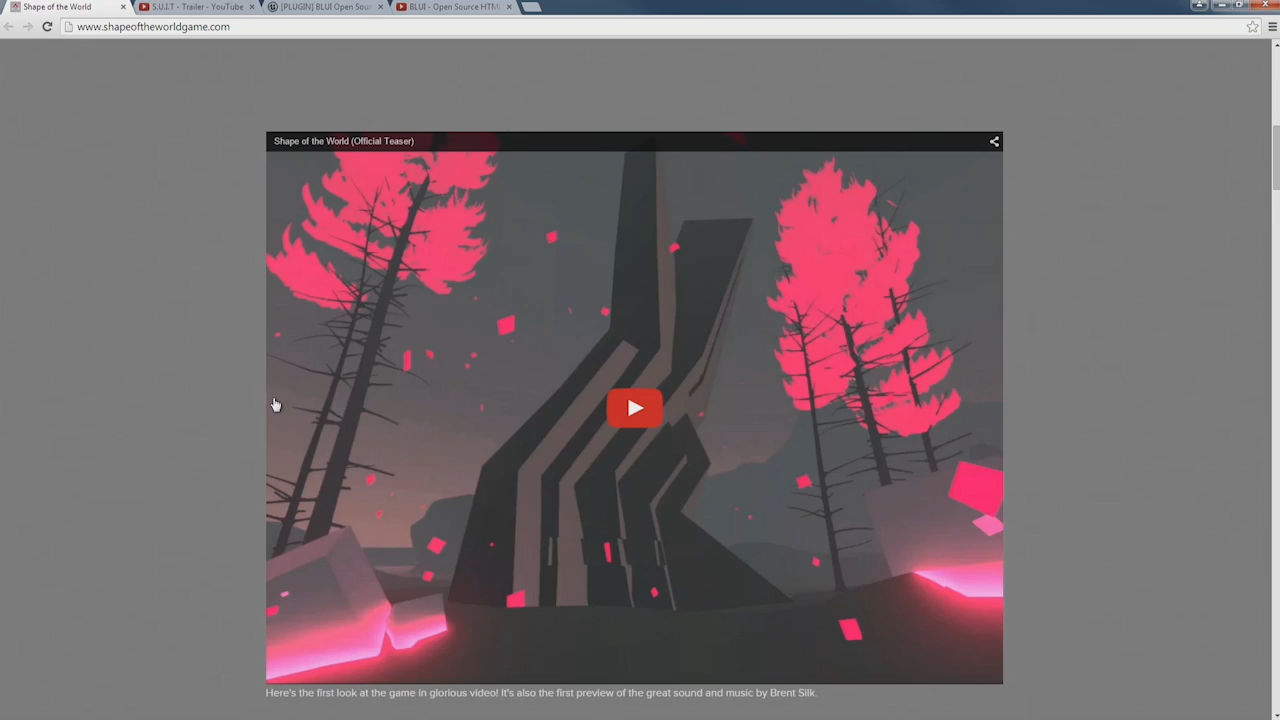 Shape of the World
S.U.I.T - Trailer - YouTube
[PLUGIN] BLUI Open Sour
BLUI - Open Source HTM
www.shapeoftheworldgame.com
Shape of the World (Official Teaser)
Here's the first look at the game in glorious video! It's also the first preview of the great sound and music by Brent Silk.